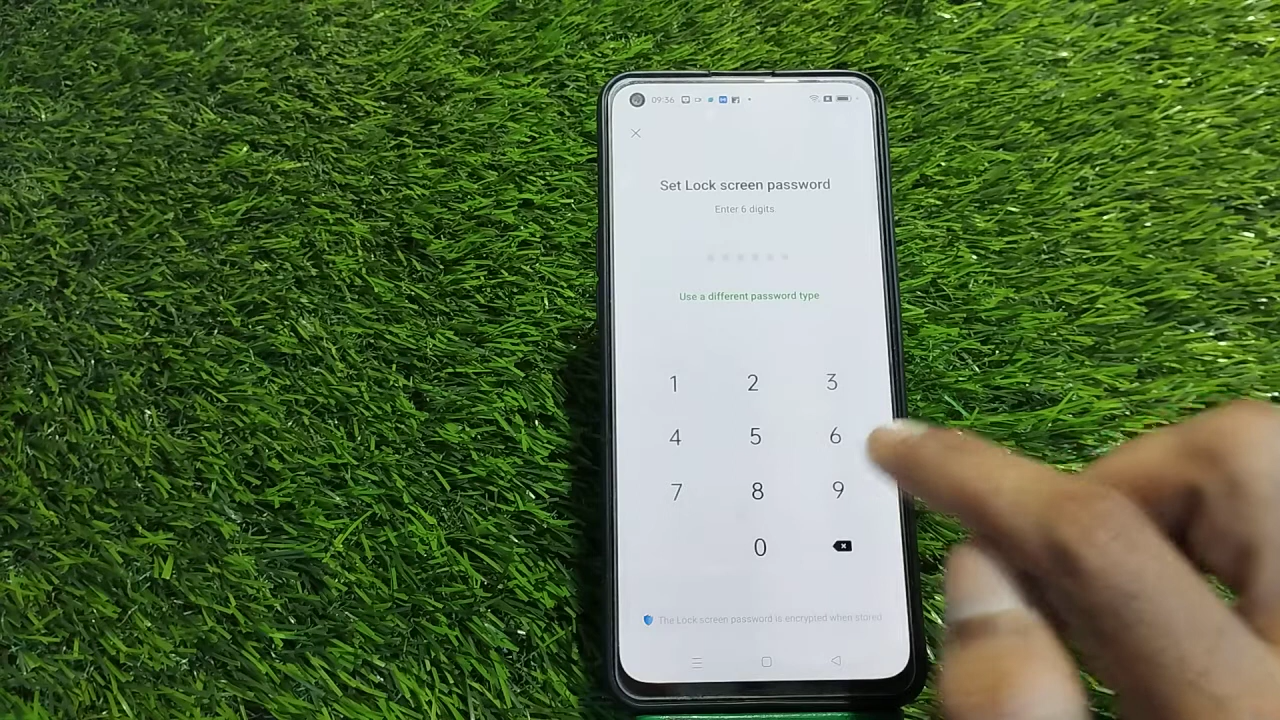 09:36
Set Lock screen password
Enter 6 digits
Use a different password type
1 2 3
4 5 6
7 8 9
0
The Lock screen password is encrypted when stored